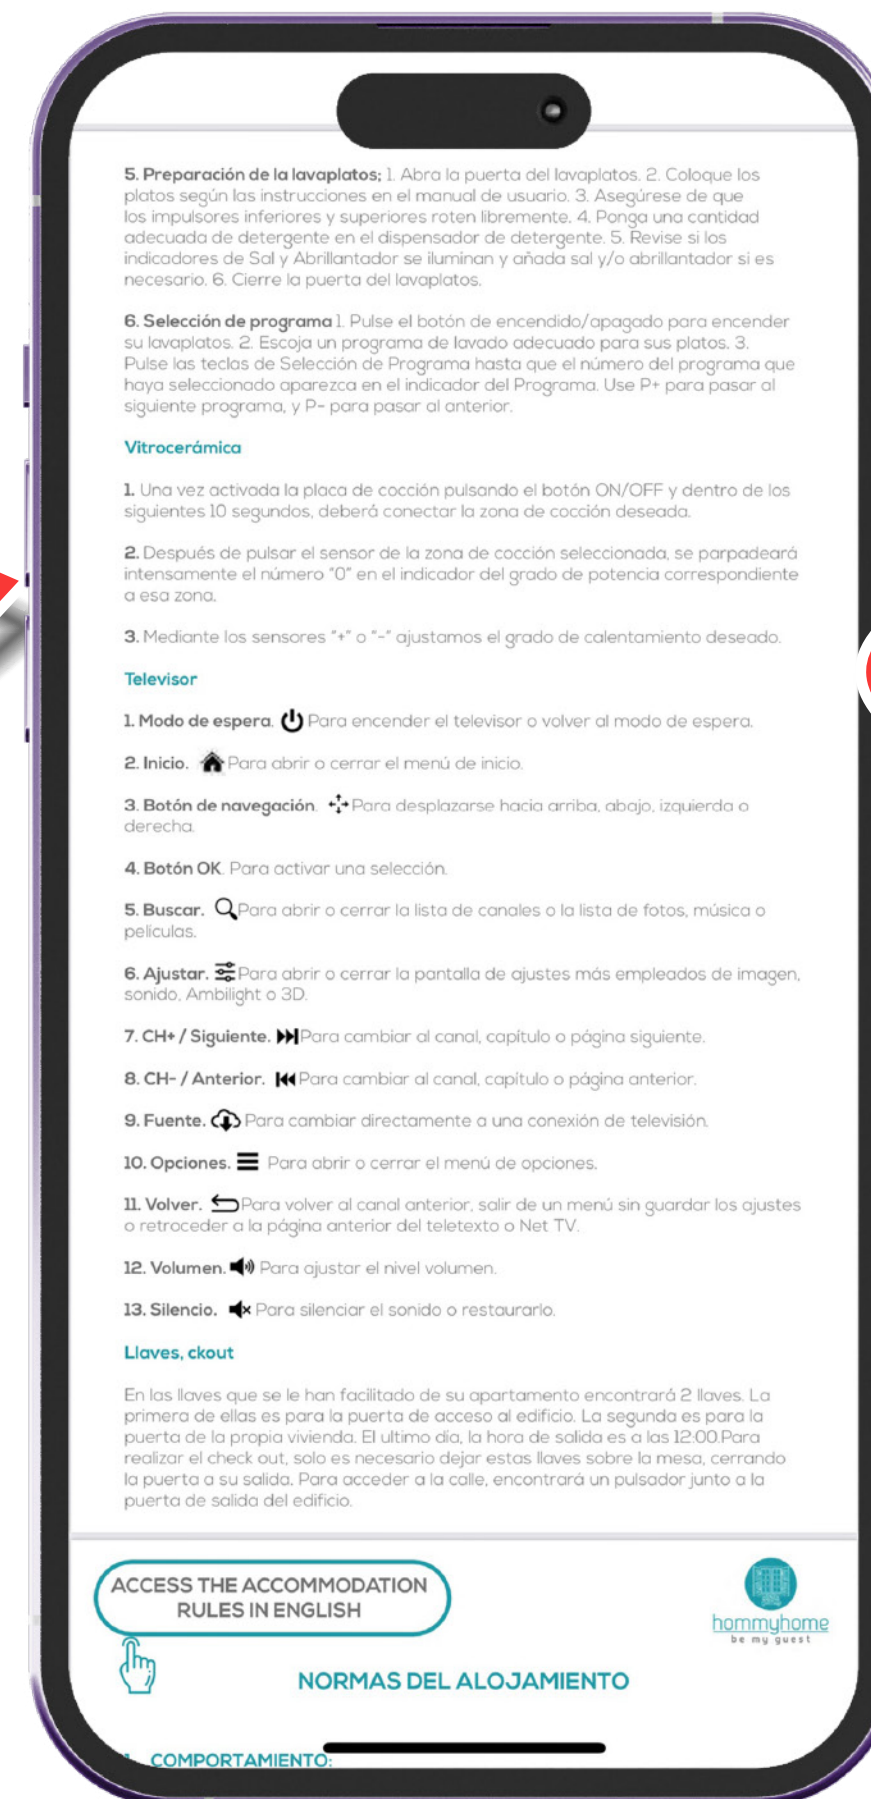 5. Preparación de la lavaplatos; 1. Abra la puerta del lavaplatos. 2. Coloque los
platos según las instrucciones en el manual de usuario. 3. Asegúrese de que
los impulsores inferiores y superiores roten libremente. 4. Ponga una cantidad
adecuada de detergente en el dispensador de detergente. 5. Revise si los
indicadores de Sal y Abrillantador se iluminan y añada sal y/o abrillantador si es
necesario. 6. Cierre la puerta del lavaplatos.
6. Selección de programa 1. Pulse el botón de encendido/apagado para encender
su lavaplatos. 2. Escoja un programa de lavado adecuado para sus platos. 3.
Pulse las teclas de Selección de Programa hasta que el número del programa que
haya seleccionado aparezca en el indicador del Programa. Use P+ para pasar al
siguiente programa, y P- para pasar al anterior.
Vitrocerámica
1. Una vez activada la placa de cocción pulsando el botón ON/OFF y dentro de los
siguientes 10 segundos, deberá conectar la zona de cocción deseada.
2. Después de pulsar el sensor de la zona de cocción seleccionada, se parpadeará
intensamente el número "0" en el indicador del grado de potencia correspondiente
a esa zona.
3. Mediante los sensores "+" o "-" ajustamos el grado de calentamiento deseado.
Televisor
1. Modo de espera. Para encender el televisor o volver al modo de espera.
2. Inicio. Para abrir o cerrar el menú de inicio.
3. Botón de navegación. Para desplazarse hacia arriba, abajo, izquierda o
derecha.
4. Botón OK. Para activar una selección.
5. Buscar. Para abrir o cerrar la lista de canales o la lista de fotos, música o
películas.
6. Ajustar. Para abrir o cerrar la pantalla de ajustes más empleados de imagen,
sonido, Ambilight o 3D.
7. CH+ / Siguiente. Para cambiar al canal, capítulo o página siguiente.
8. CH- / Anterior. Para cambiar al canal, capítulo o página anterior.
9. Fuente. Para cambiar directamente a una conexión de televisión.
10. Opciones. Para abrir o cerrar el menú de opciones.
11. Volver. Para volver al canal anterior, salir de un menú sin guardar los ajustes
o retroceder a la página anterior del teletexto o Net TV.
12. Volumen. Para ajustar el nivel volumen.
13. Silencio. Para silenciar el sonido o restaurarlo.
Llaves, ckout
En las llaves que se le han facilitado de su apartamento encontrará 2 llaves. La
primera de ellas es para la puerta de acceso al edificio. La segunda es para la
puerta de la propia vivienda. El ultimo día, la hora de salida es a las 12:00.Para
realizar el check out, solo es necesario dejar estas llaves sobre la mesa, cerrando
la puerta a su salida. Para acceder a la calle, encontrará un pulsador junto a la
puerta de salida del edificio.
ACCESS THE ACCOMMODATION
RULES IN ENGLISH
hommyhome
be my guest
NORMAS DEL ALOJAMIENTO
1. COMPORTAMIENTO: